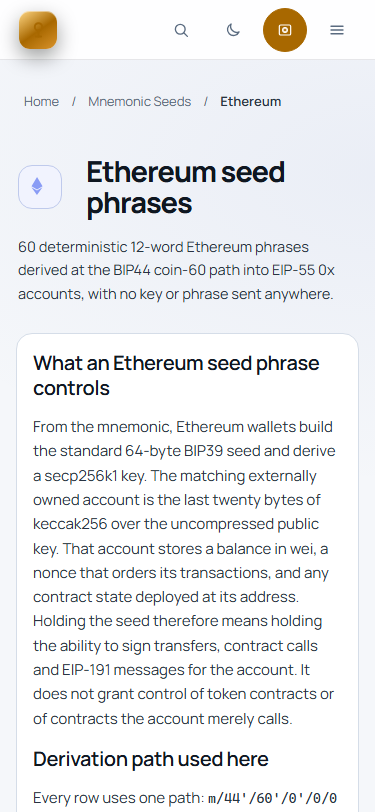 Home / Mnemonic Seeds / Ethereum
Ethereum seed
phrases
60 deterministic 12-word Ethereum phrases
derived at the BIP44 coin-60 path into EIP-55 0x
accounts, with no key or phrase sent anywhere.
What an Ethereum seed phrase
controls
From the mnemonic, Ethereum wallets build
the standard 64-byte BIP39 seed and derive
a secp256k1 key. The matching externally
owned account is the last twenty bytes of
keccak256 over the uncompressed public
key. That account stores a balance in wei, a
nonce that orders its transactions, and any
contract state deployed at its address.
Holding the seed therefore means holding
the ability to sign transfers, contract calls
and EIP-191 messages for the account. It
does not grant control of token contracts or
of contracts the account merely calls.
Derivation path used here
Every row uses one path: m/44'/60'/0'/0/0